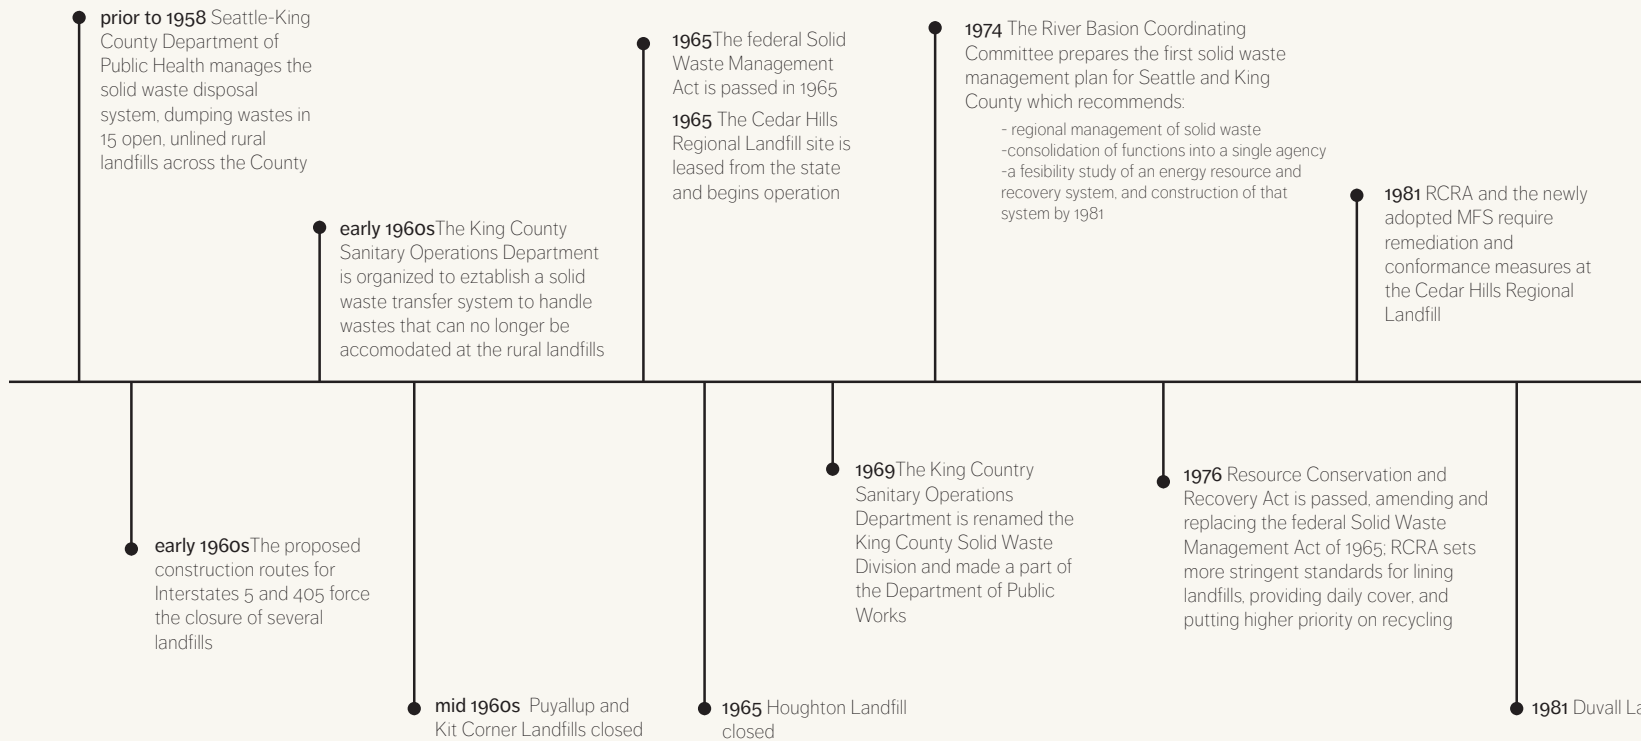 prior to 1958 Seattle-King
County Department of
Public Health manages the
solid waste disposal
system, dumping wastes in
15 open, unlined rural
landfills across the County
early 1960sThe proposed
construction routes for
Interstates 5 and 405 force
the closure of several
landfills
early 1960sThe King County
Sanitary Operations Department
is organized to eztablish a solid
waste transfer system to handle
wastes that can no longer be
accomodated at the rural landfills
mid 1960s Puyallup and
Kit Corner Landfills closed
1965The federal Solid
Waste Management
Act is passed in 1965
1965 The Cedar Hills
Regional Landfill site is
leased from the state
and begins operation
1965 Houghton Landfill
closed
1969The King Country
Sanitary Operations
Department is renamed the
King County Solid Waste
Division and made a part of
the Department of Public
Works
1974 The River Basion Coordinating
Committee prepares the first solid waste
management plan for Seattle and King
County which recommends:
- regional management of solid waste
-consolidation of functions into a single agency
-a fesibility study of an energy resource and
recovery system, and construction of that
system by 1981
1976 Resource Conservation and
Recovery Act is passed, amending and
replacing the federal Solid Waste
Management Act of 1965; RCRA sets
more stringent standards for lining
landfills, providing daily cover, and
putting higher priority on recycling
1981 RCRA and the newly
adopted MFS require
remediation and
conformance measures at
the Cedar Hills Regional
Landfill
1981 Duvall